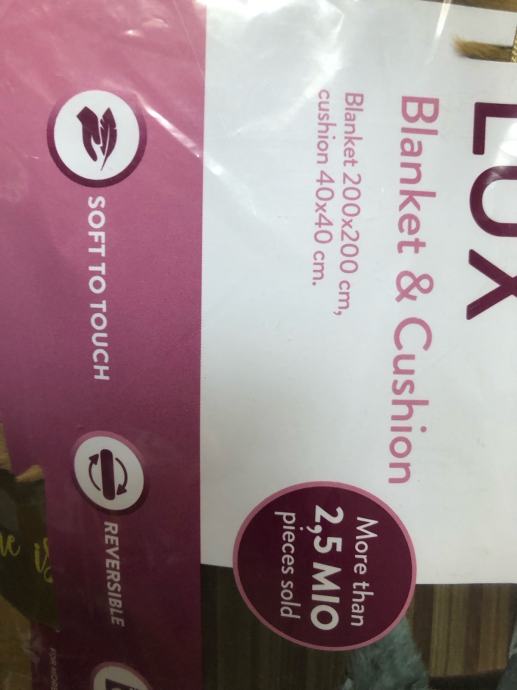 LUX
Blanket & Cushion
Blanket 200x200 cm,
cushion 40x40 cm.
More than
2,5 MIO
pieces sold
SOFT TO TOUCH
REVERSIBLE